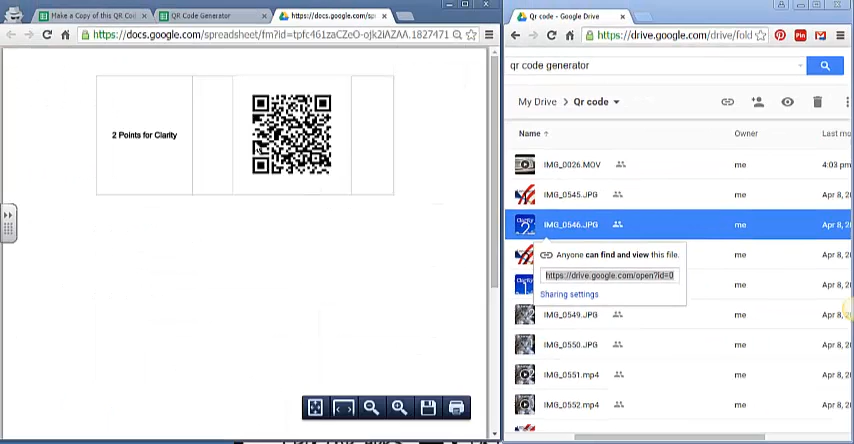 Make a Copy of this QR Co
QR Code Generator
https://docs.google.com/sp
https://docs.google.com/spreadsheet/fm?id=tpfc461zaCZeO-ojk2iAZAA.1827471
2 Points for Clarity
Qr code - Google Drive
https://drive.google.com/drive/fold
qr code generator
My Drive > Qr code
Name
Owner
Last mo
IMG_0026.MOV
me
4:03 pm
IMG_0545.JPG
me
Apr 8, 2
IMG_0546.JPG
me
Apr 8, 2
Anyone can find and view this file.
me
Apr 8, 2
https://drive.google.com/open?id=0
me
Apr 8, 2
Sharing settings
IMG_0549.JPG
me
Apr 8, 2
IMG_0550.JPG
me
Apr 8, 2
IMG_0551.mp4
me
Apr 8, 2
IMG_0552.mp4
me
Apr 8, 2